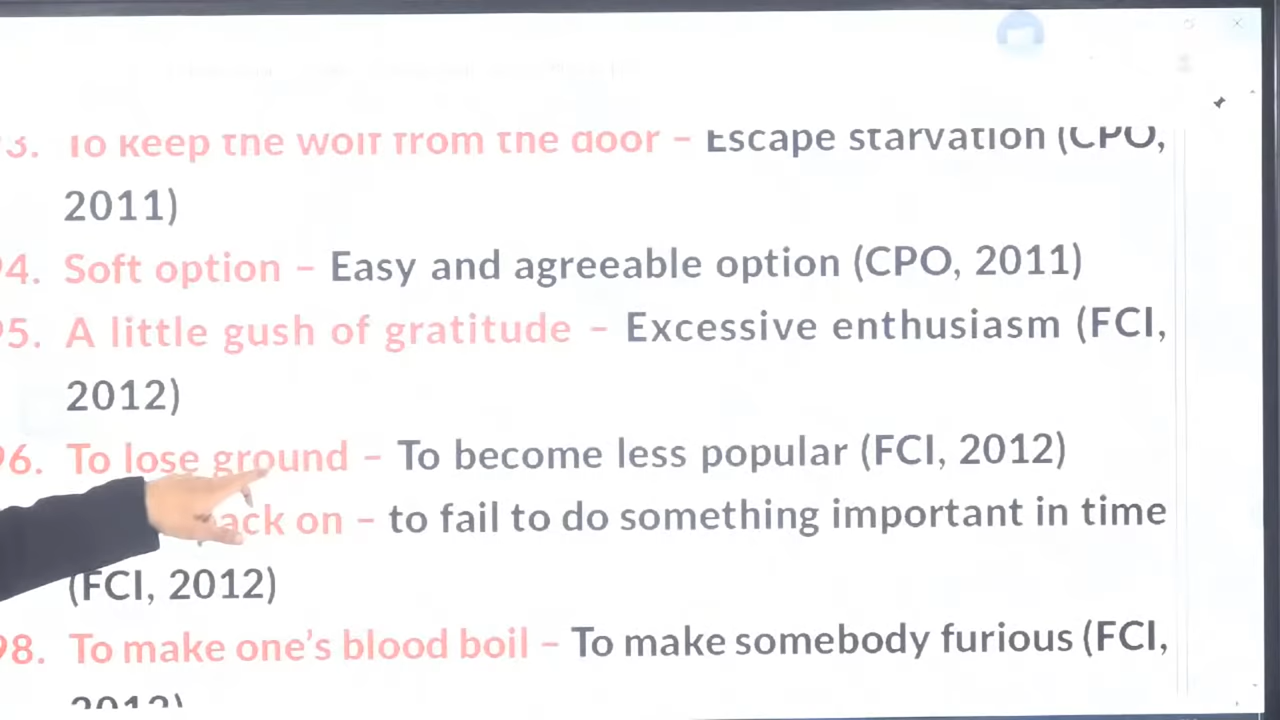 3. To keep the wolf from the door – Escape starvation (CPO,
2011)
94. Soft option – Easy and agreeable option (CPO, 2011)
95. A little gush of gratitude – Excessive enthusiasm (FCI,
2012)
96. To lose ground – To become less popular (FCI, 2012)
on – to fail to do something important in time
(FCI, 2012)
98. To make one's blood boil – To make somebody furious (FCI,
2012)